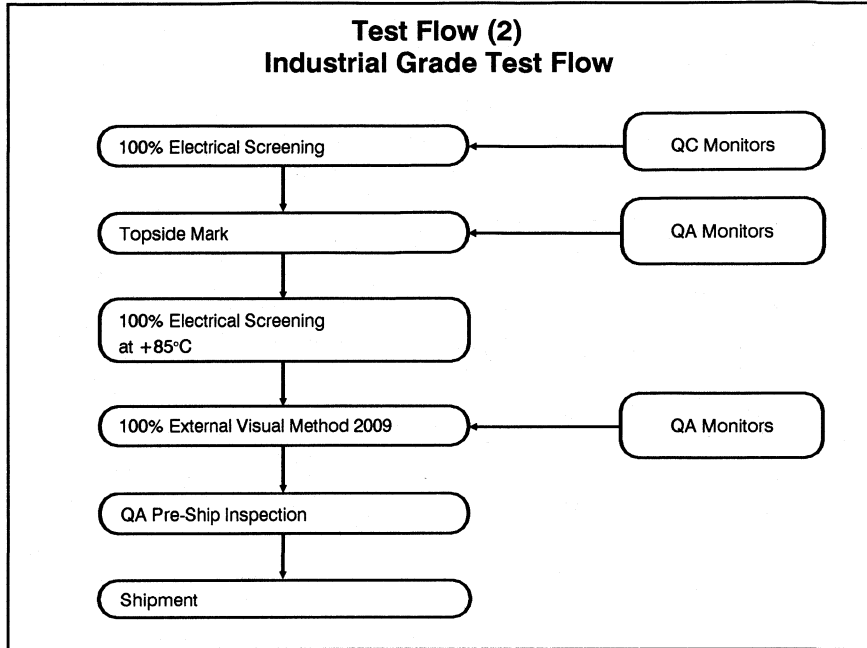 Test Flow (2)
Industrial Grade Test Flow
100% Electrical Screening
QC Monitors
Topside Mark
QA Monitors
100% Electrical Screening
at +85°C
100% External Visual Method 2009
QA Monitors
QA Pre-Ship Inspection
Shipment